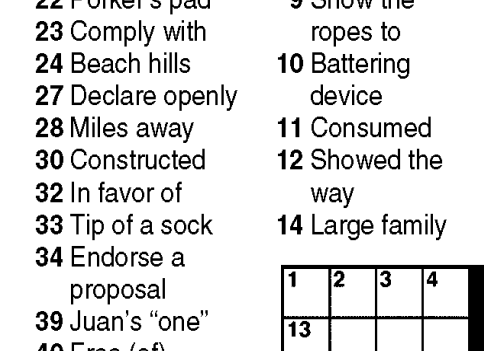 22 Porker's pad
23 Comply with
24 Beach hills
27 Declare openly
28 Miles away
30 Constructed
32 In favor of
33 Tip of a sock
34 Endorse a
proposal
39 Juan's "one"
40 Free (of)
9 Show the
ropes to
10 Battering
device
11 Consumed
12 Showed the
way
14 Large family
1 2 3 4
13